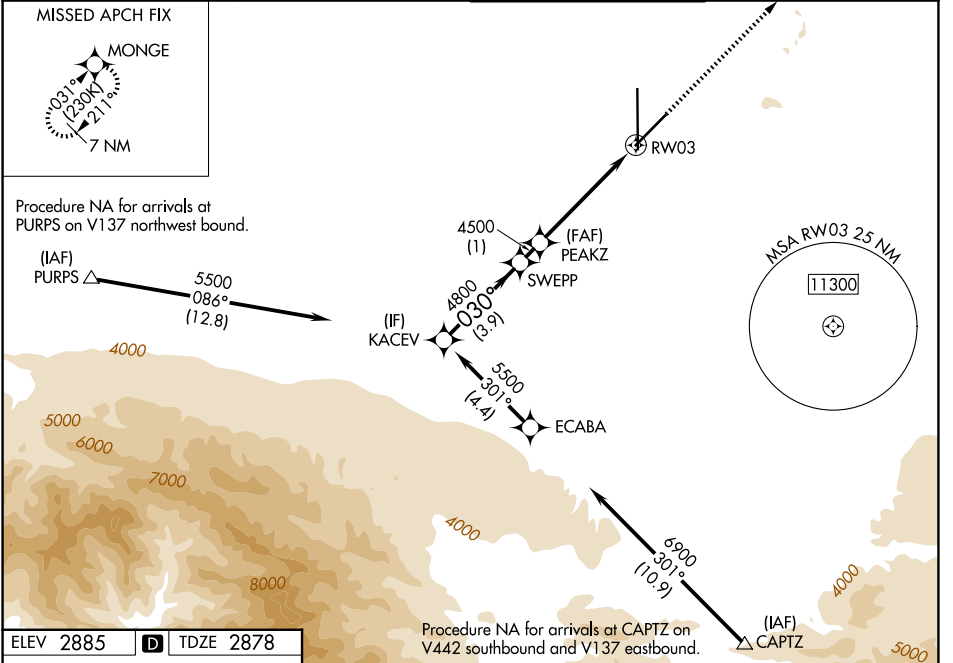 MISSED APCH FIX
MONGE
031°
(230K)
211°
7 NM
RW03
Procedure NA for arrivals at
PURPS on V137 northwest bound.
(IAF)
PURPS
5500
086°
(12.8)
4500
(1)
(FAF)
PEAKZ
SWEPP
4800
030°
(3.9)
(IF)
KACEV
MSA RW03 25 NM
11300
5500
301°
(4.4)
ECABA
4000
5000
6000
7000
8000
4000
6900
301°
(10.9)
4000
(IAF)
CAPTZ
5000
Procedure NA for arrivals at CAPTZ on
V442 southbound and V137 eastbound.
ELEV 2885 D TDZE 2878